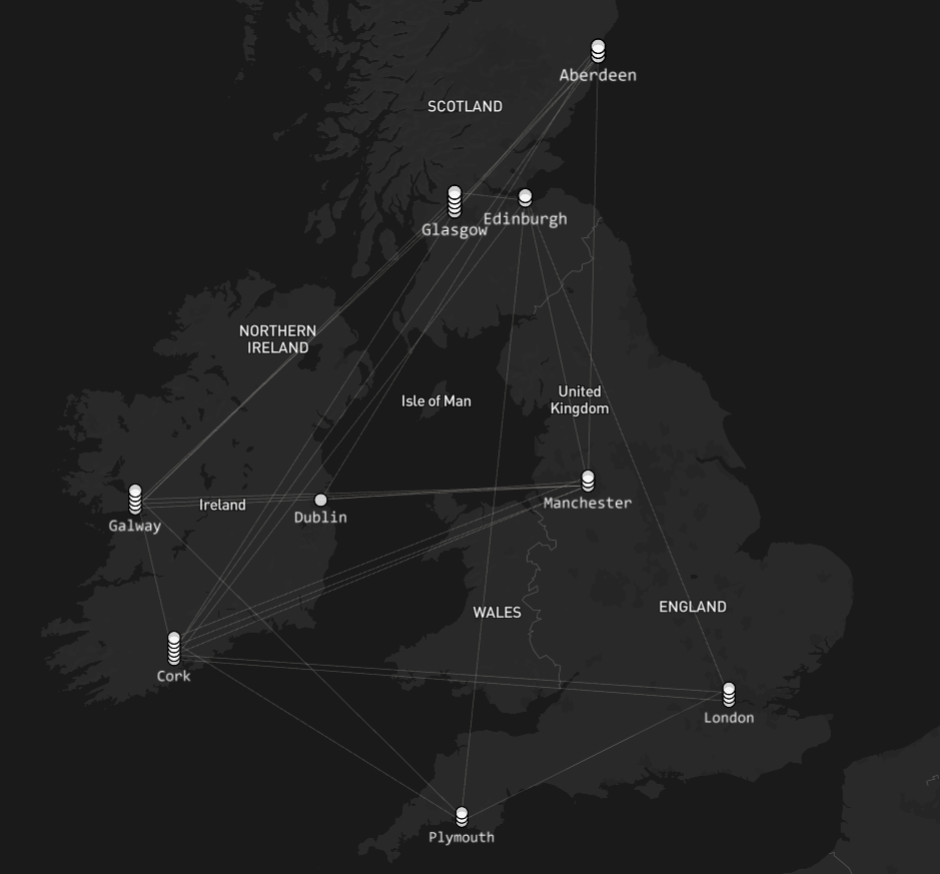 Aberdeen
SCOTLAND
Edinburgh
Glasgow
NORTHERN
IRELAND
Isle of Man
United
Kingdom
Ireland
Manchester
Dublin
Galway
WALES
ENGLAND
Cork
London
Plymouth